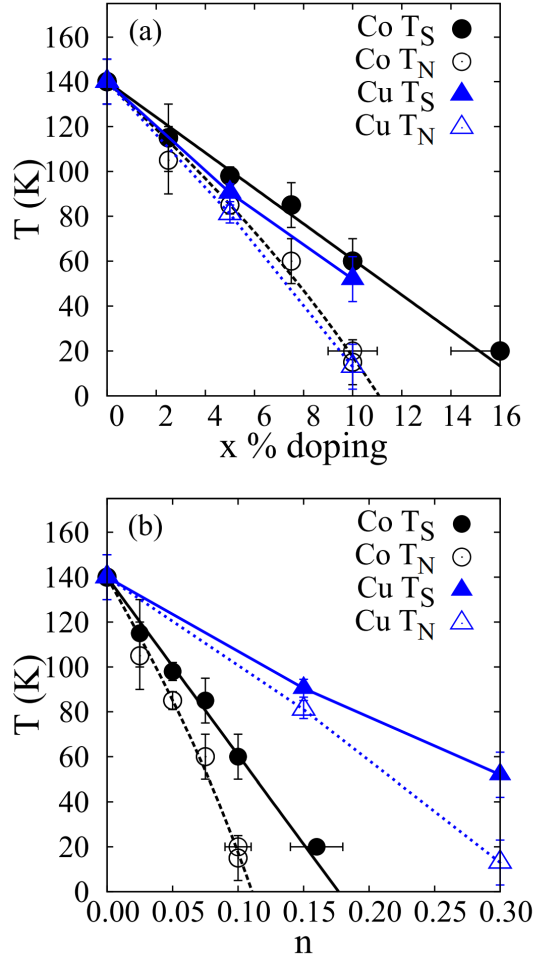 (a)
Co T_S
Co T_N
Cu T_S
Cu T_N
T (K)
160
140
120
100
80
60
40
20
0
0 2 4 6 8 10 12 14 16
x % doping
(b)
Co T_S
Co T_N
Cu T_S
Cu T_N
T (K)
160
140
120
100
80
60
40
20
0
0.00 0.05 0.10 0.15 0.20 0.25 0.30
n